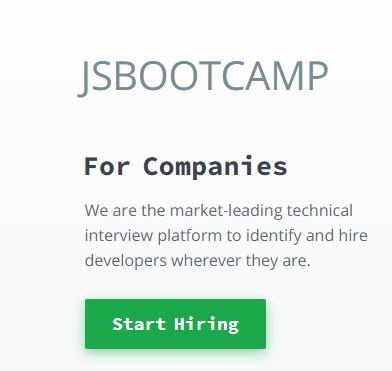 JSBOOTCAMP
For Companies
We are the market-leading technical
interview platform to identify and hire
developers wherever they are.
Start Hiring